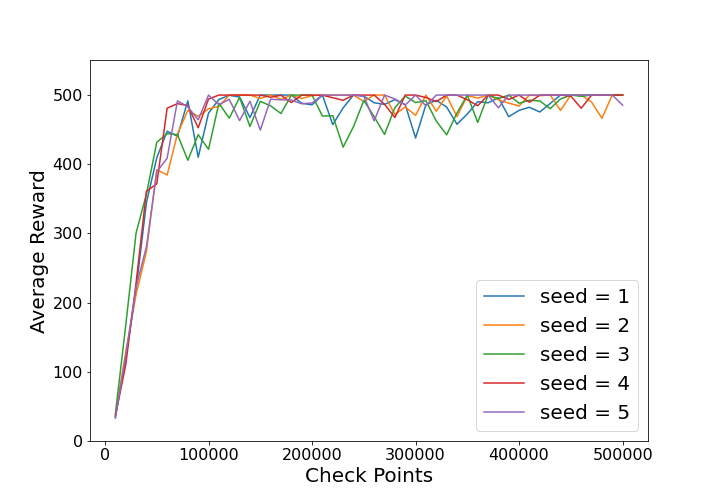 500
400
300
200
100
0
Average Reward
seed = 1
seed = 2
seed = 3
seed = 4
seed = 5
0 100000 200000 300000 400000 500000
Check Points